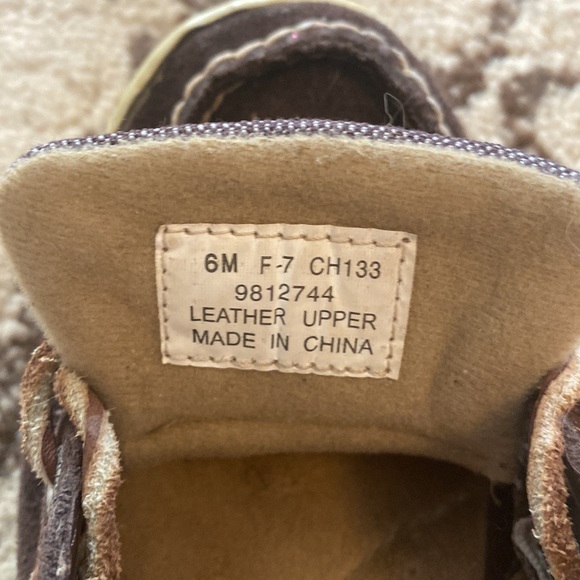 6M F-7 CH133
9812744
LEATHER UPPER
MADE IN CHINA